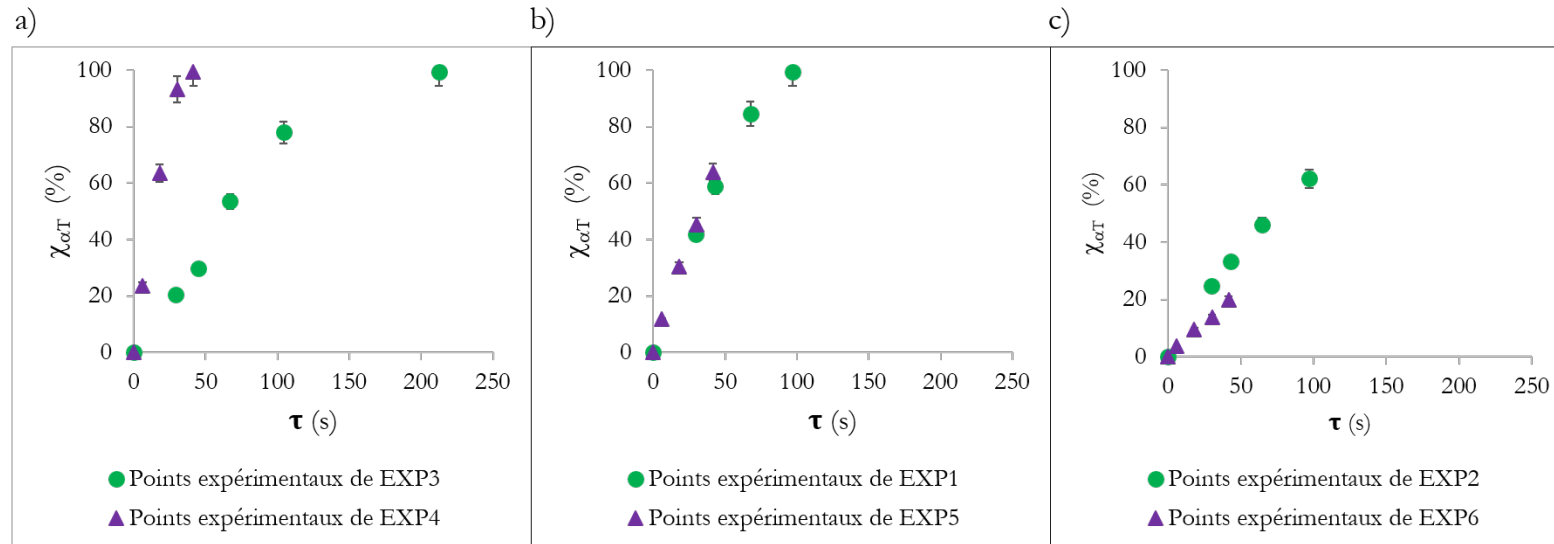 a)
100
80
60
40
20
0
χαT (%)
0 50 100 150 200 250
τ (s)
Points expérimentaux de EXP3
Points expérimentaux de EXP4
b)
100
80
60
40
20
0
χαT (%)
0 50 100 150 200 250
τ (s)
Points expérimentaux de EXP1
Points expérimentaux de EXP5
c)
100
80
60
40
20
0
χαT (%)
0 50 100 150 200 250
τ (s)
Points expérimentaux de EXP2
Points expérimentaux de EXP6